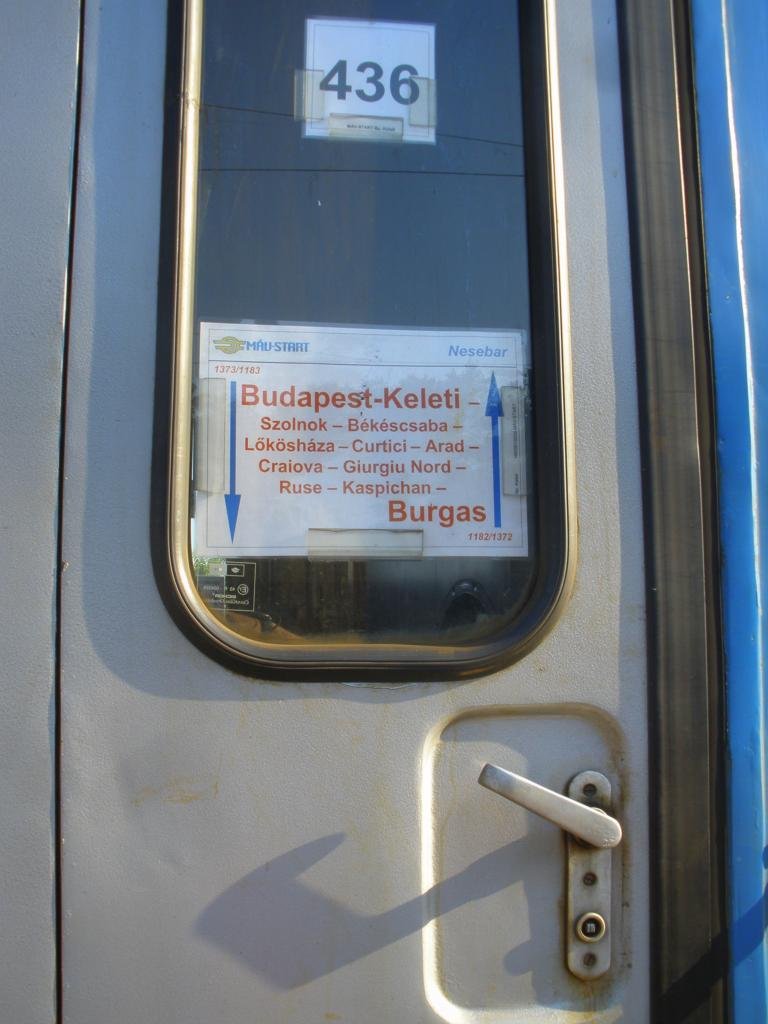 436
MÁV-START
Nesebar
1373/1183
Budapest-Keleti –
Szolnok – Békéscsaba –
Lőkösháza – Curtici – Arad –
Craiova – Giurgiu Nord –
Ruse – Kaspichan –
Burgas
1182/1372